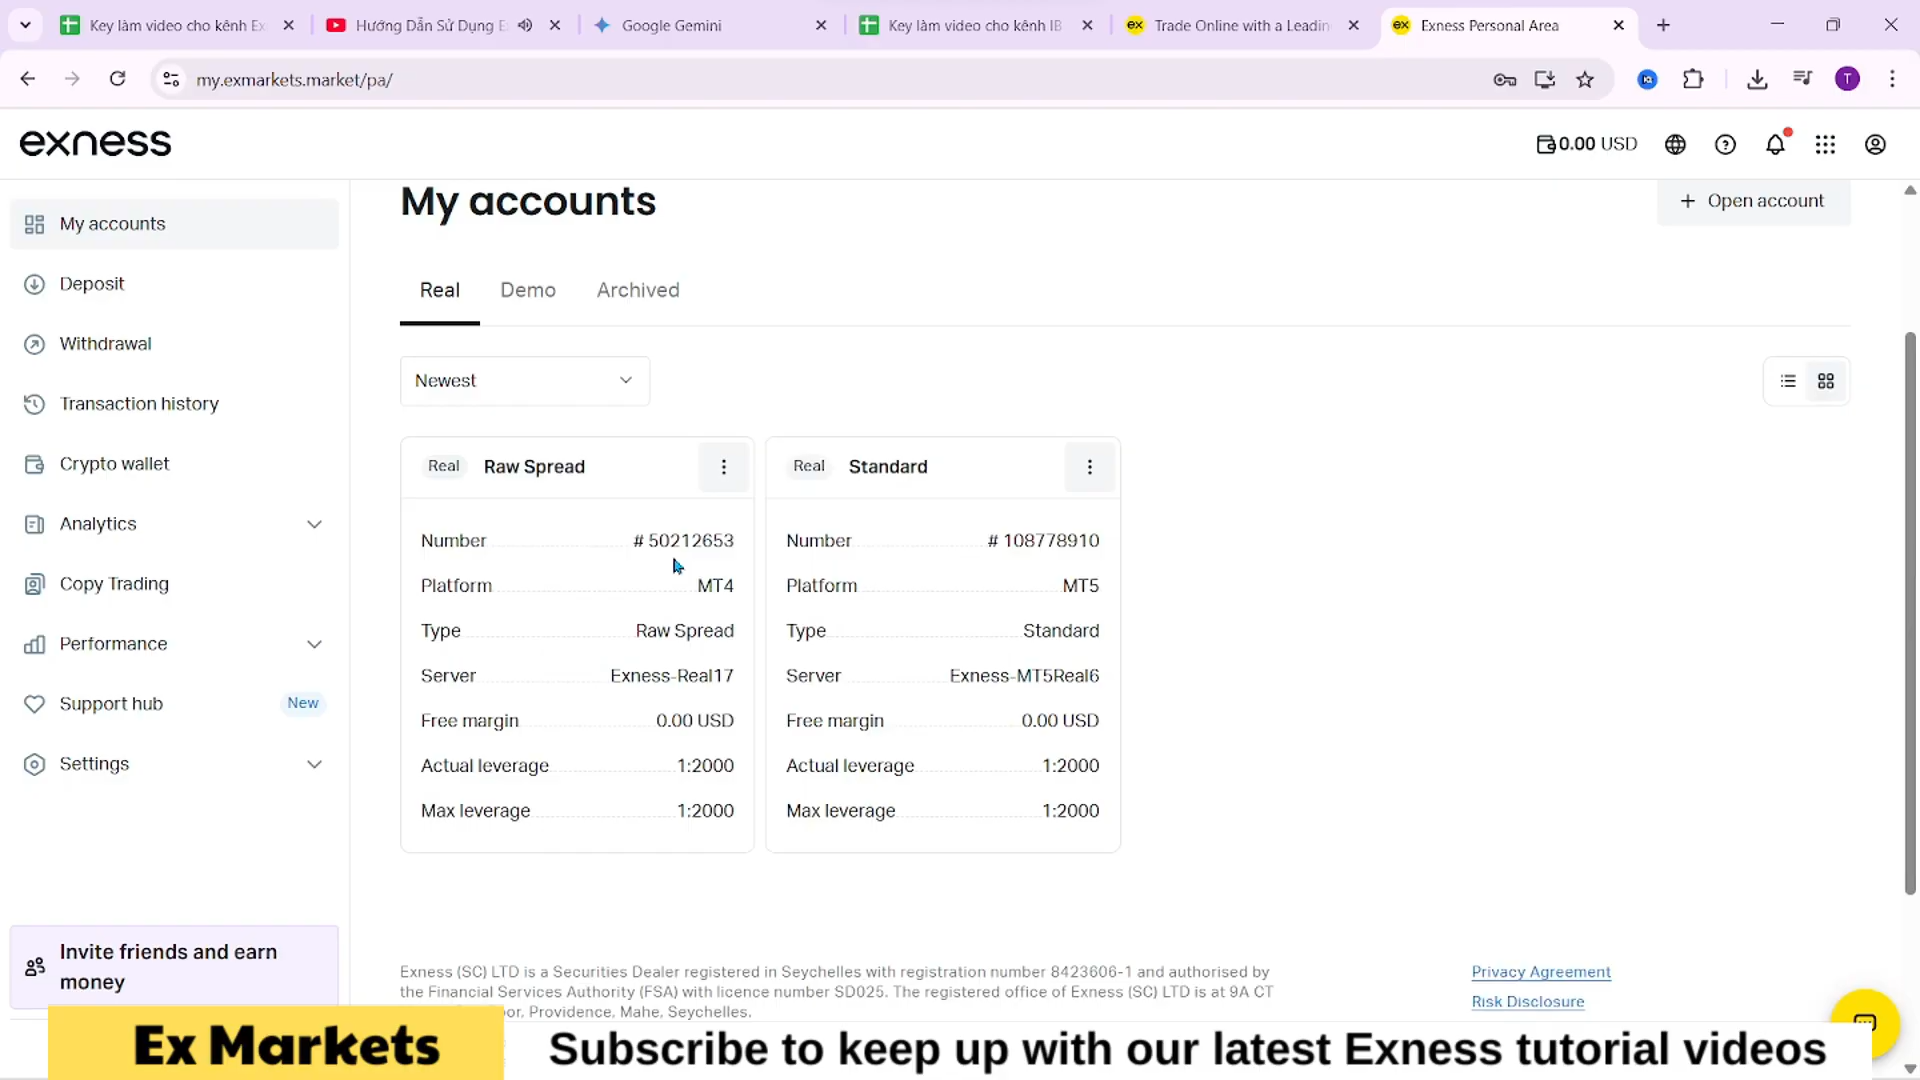 Key làm video cho kênh Ex
Hướng Dẫn Sử Dụng E
Google Gemini
Key làm video cho kênh IB
Trade Online with a Leadin
Exness Personal Area
my.exmarkets.market/pa/
T
exness
0.00 USD
My accounts
Deposit
Withdrawal
Transaction history
Crypto wallet
Analytics
Copy Trading
Performance
Support hub
New
Settings
Invite friends and earn
money
My accounts
Open account
Real
Demo
Archived
Newest
Real
Raw Spread
Number # 50212653
Platform MT4
Type Raw Spread
Server Exness-Real17
Free margin 0.00 USD
Actual leverage 1:2000
Max leverage 1:2000
Real
Standard
Number # 108778910
Platform MT5
Type Standard
Server Exness-MT5Real6
Free margin 0.00 USD
Actual leverage 1:2000
Max leverage 1:2000
Exness (SC) LTD is a Securities Dealer registered in Seychelles with registration number 8423606-1 and authorised by
the Financial Services Authority (FSA) with licence number SD025. The registered office of Exness (SC) LTD is at 9A CT
Providence, Mahe, Seychelles.
Privacy Agreement
Risk Disclosure
Ex Markets
Subscribe to keep up with our latest Exness tutorial videos